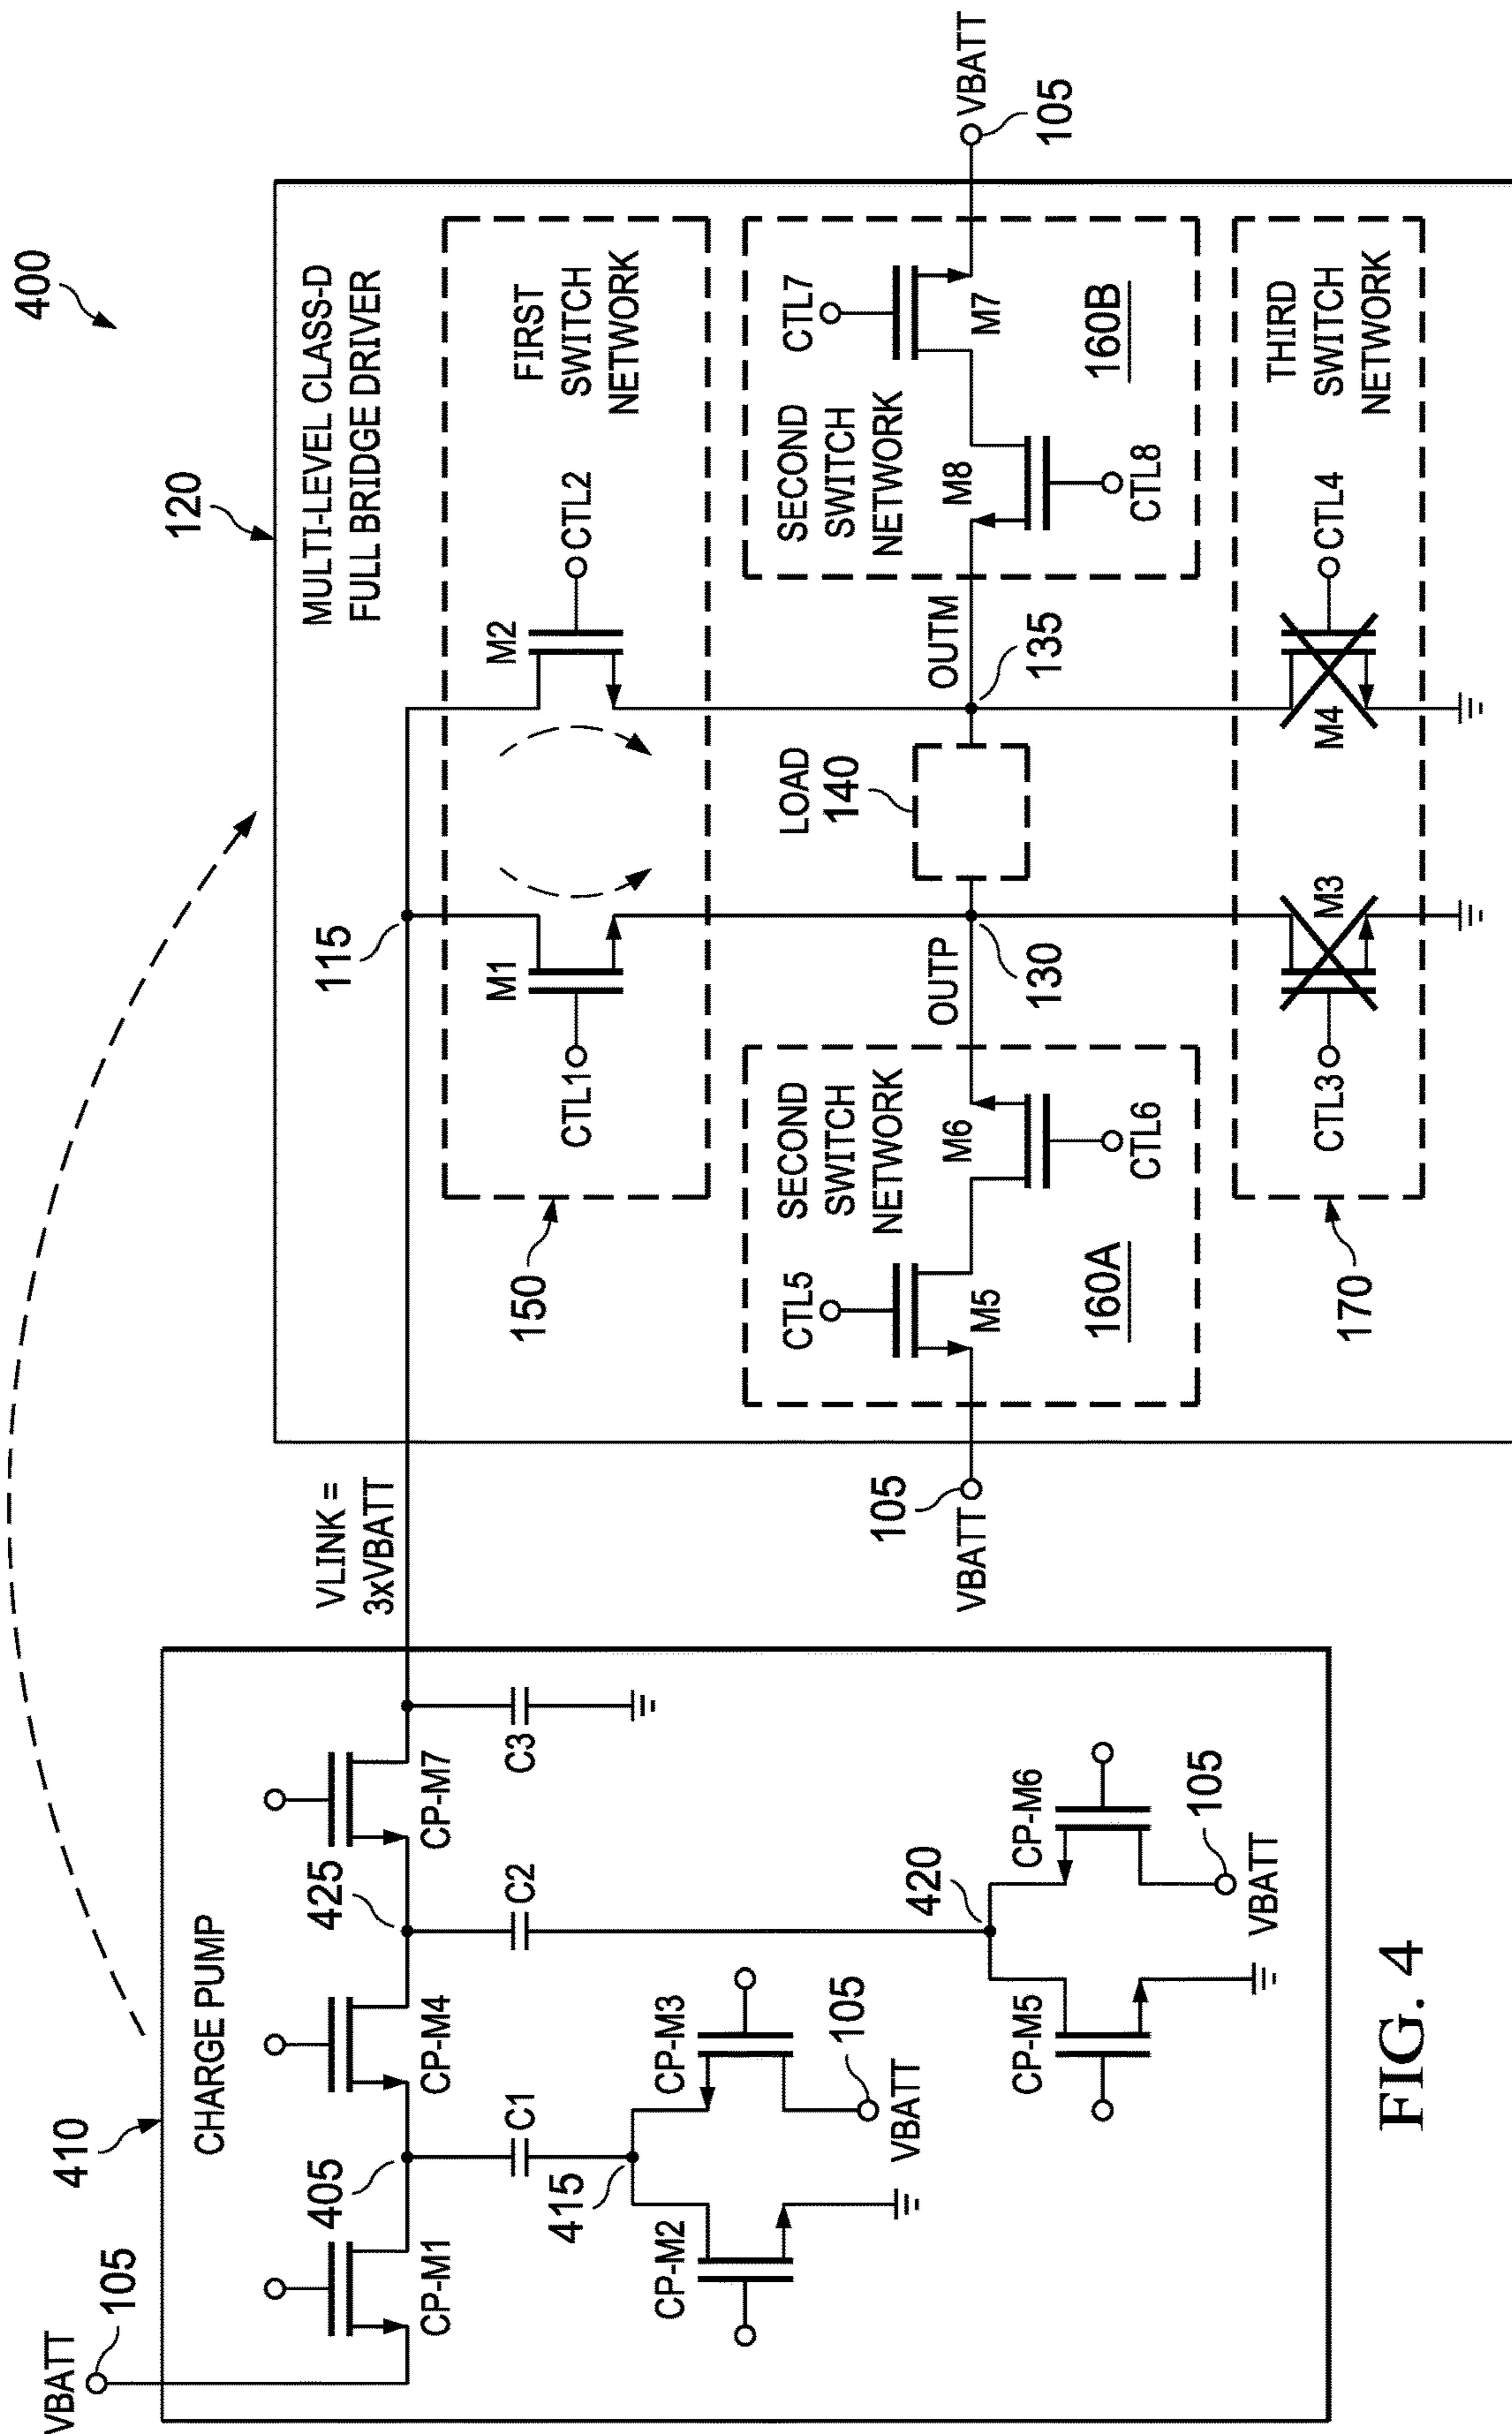 400
VBATT
105
410
CHARGE PUMP
CP-M1
405
CP-M4
425
CP-M7
C1
415
CP-M2
CP-M3
105
VBATT
C2
C3
420
CP-M5
CP-M6
105
VBATT
VLINK =
3xVBATT
120
MULTI-LEVEL CLASS-D
FULL BRIDGE DRIVER
115
150
CTL1
M1
M2
CTL2
FIRST
SWITCH
NETWORK
105
VBATT
SECOND
SWITCH
NETWORK
CTL5
M5
M6
CTL6
160A
OUTP
130
LOAD
140
OUTM
135
SECOND
SWITCH
NETWORK
CTL7
M8
M7
CTL8
160B
VBATT
105
170
CTL3
M3
M4
CTL4
THIRD
SWITCH
NETWORK
FIG. 4